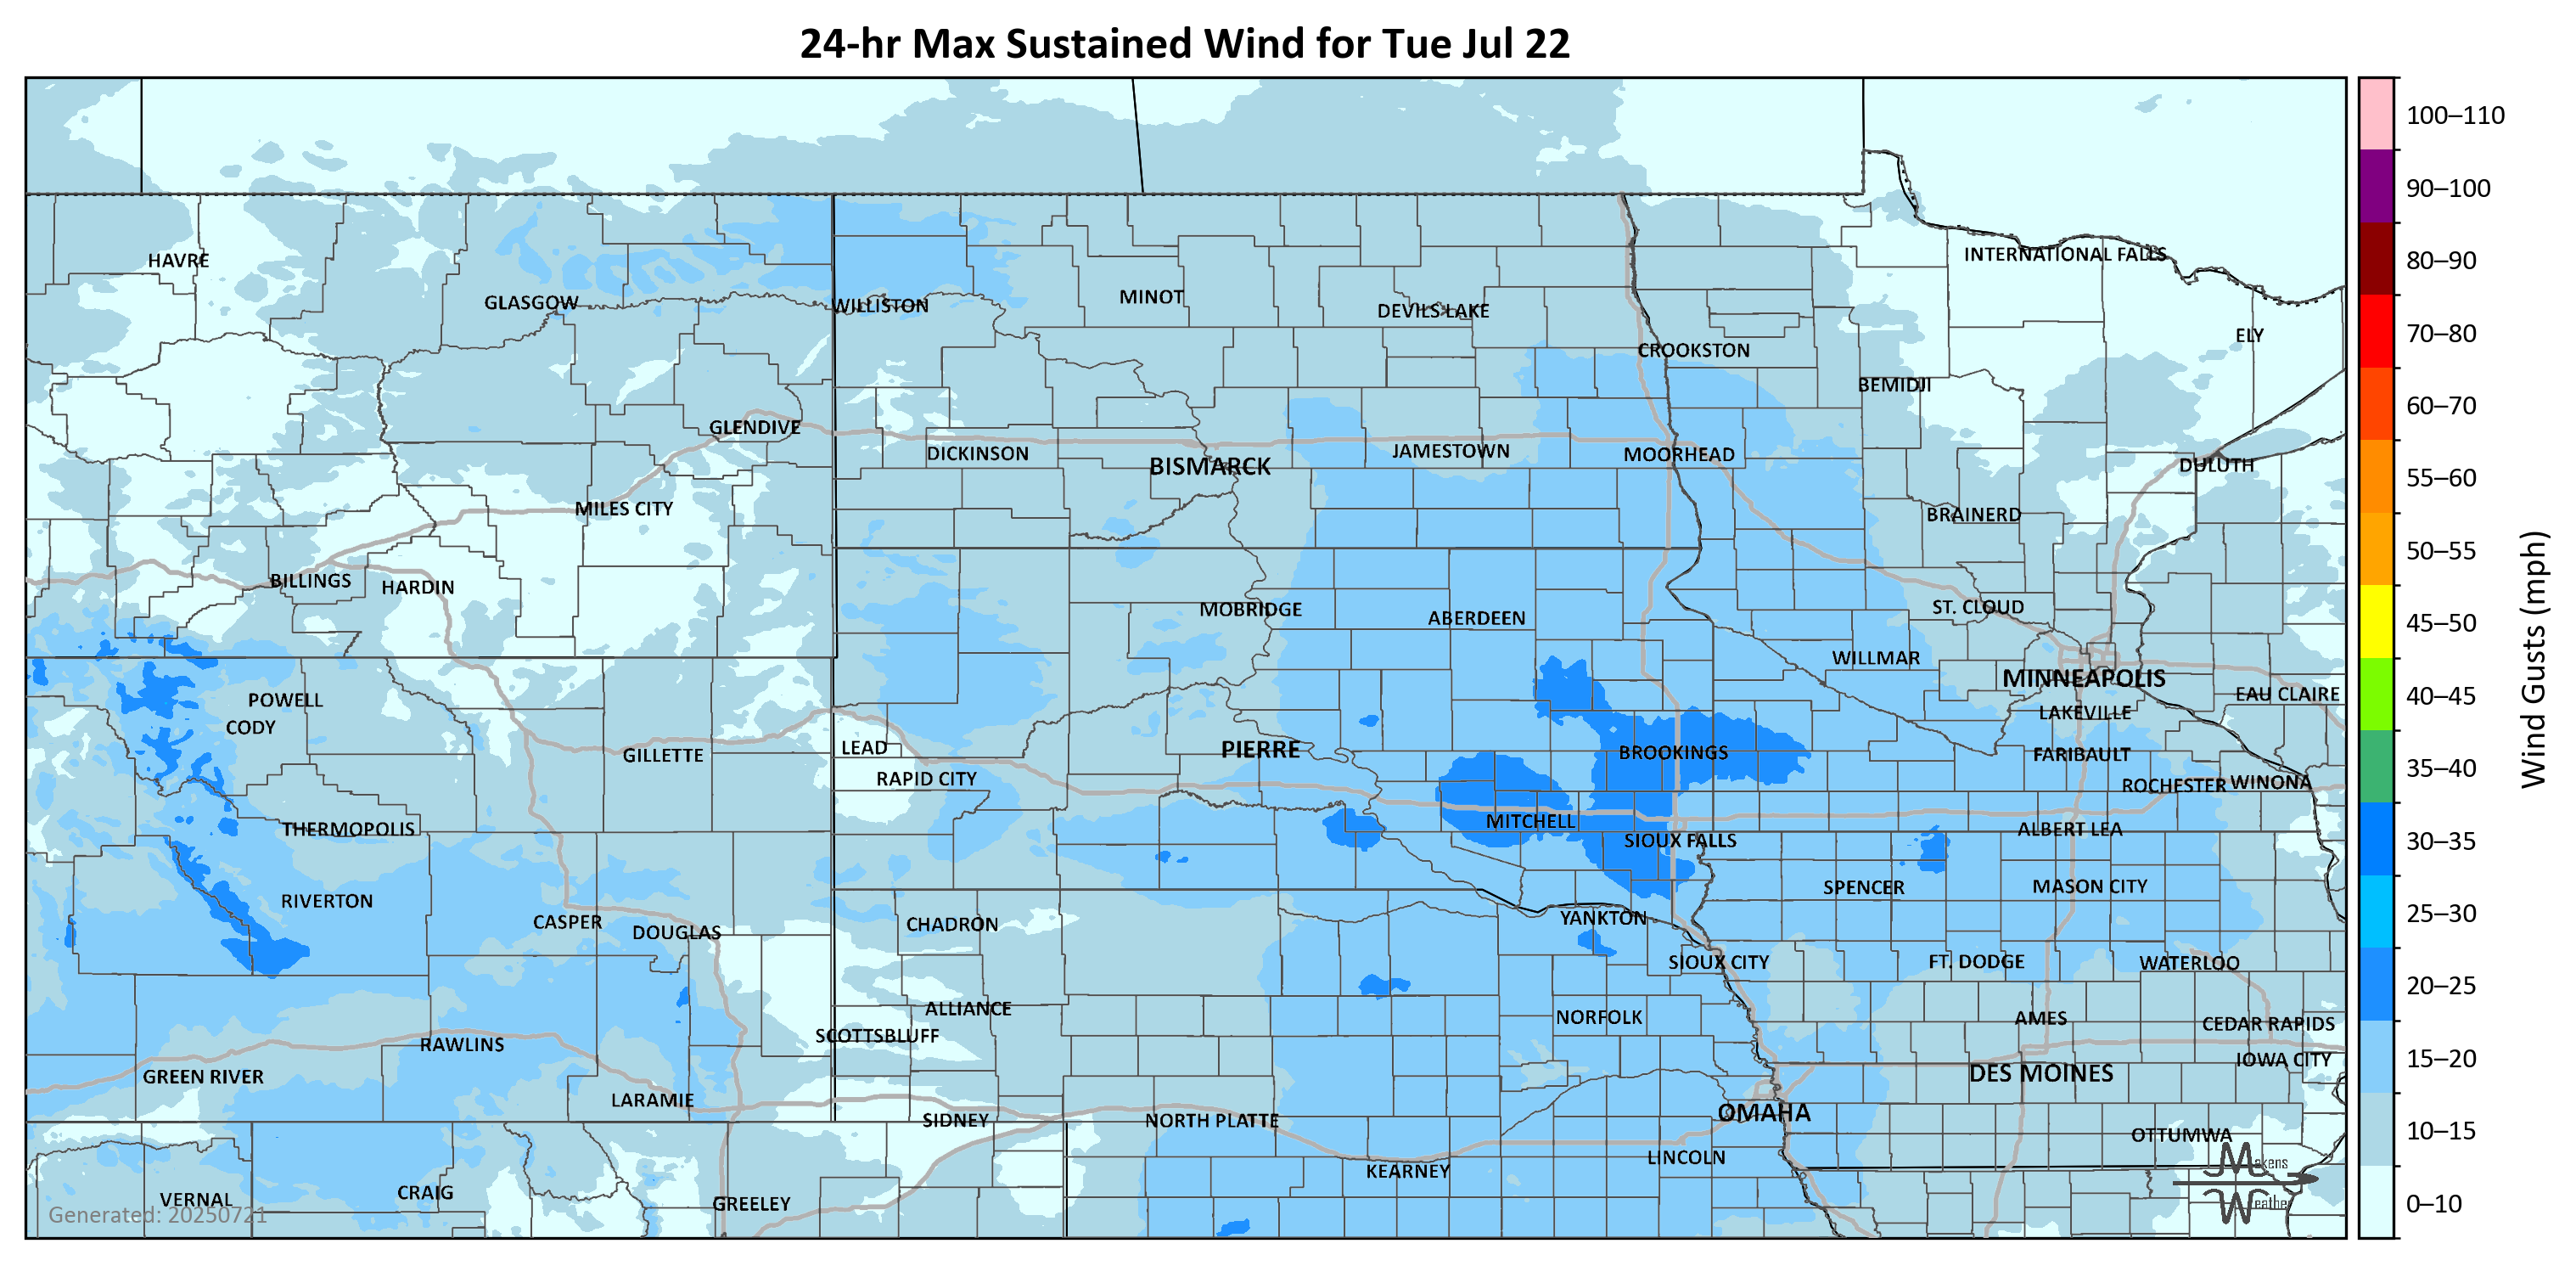 24-hr Max Sustained Wind for Tue Jul 22
100–110
90–100
80–90
70–80
60–70
55–60
50–55
45–50
40–45
35–40
30–35
25–30
20–25
15–20
10–15
0–10
Wind Gusts (mph)
HAVRE
GLASGOW
WILLISTON
MINOT
DEVILS LAKE
INTERNATIONAL FALLS
ELY
CROOKSTON
BEMIDJI
GLENDIVE
DICKINSON
BISMARCK
JAMESTOWN
MOORHEAD
DULUTH
MILES CITY
BRAINERD
BILLINGS
HARDIN
MOBRIDGE
ABERDEEN
ST. CLOUD
WILLMAR
MINNEAPOLIS
EAU CLAIRE
POWELL
CODY
LAKEVILLE
GILLETTE
LEAD
PIERRE
BROOKINGS
FARIBAULT
RAPID CITY
ROCHESTER
WINONA
THERMOPOLIS
MITCHELL
SIOUX FALLS
ALBERT LEA
RIVERTON
SPENCER
MASON CITY
CASPER
DOUGLAS
CHADRON
YANKTON
SIOUX CITY
FT. DODGE
WATERLOO
ALLIANCE
NORFOLK
AMES
CEDAR RAPIDS
SCOTTSBLUFF
RAWLINS
IOWA CITY
GREEN RIVER
DES MOINES
LARAMIE
SIDNEY
NORTH PLATTE
OMAHA
OTTUMWA
KEARNEY
LINCOLN
VERNAL
CRAIG
GREELEY
Makens
Weather
Generated: 20250721